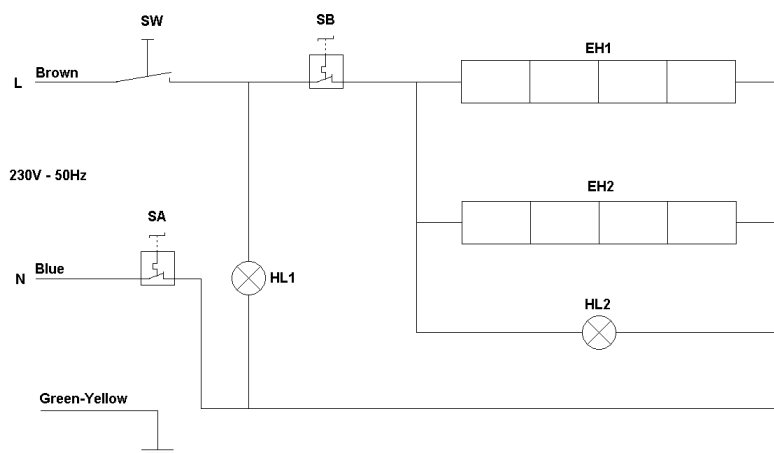 SW
SB
EH1
L
Brown
230V - 50Hz
EH2
SA
N
Blue
HL1
HL2
Green-Yellow